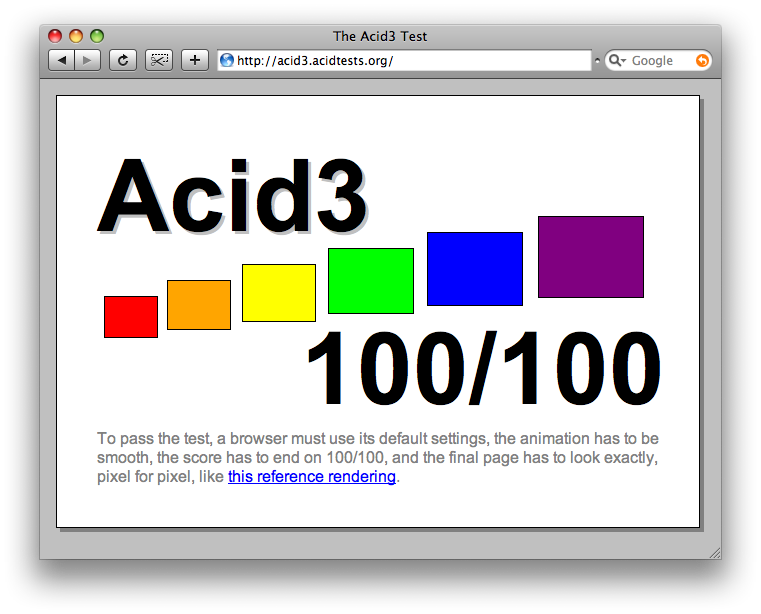 The Acid3 Test
http://acid3.acidtests.org/
Google
Acid3
100/100
To pass the test, a browser must use its default settings, the animation has to be
smooth, the score has to end on 100/100, and the final page has to look exactly,
pixel for pixel, like this reference rendering.